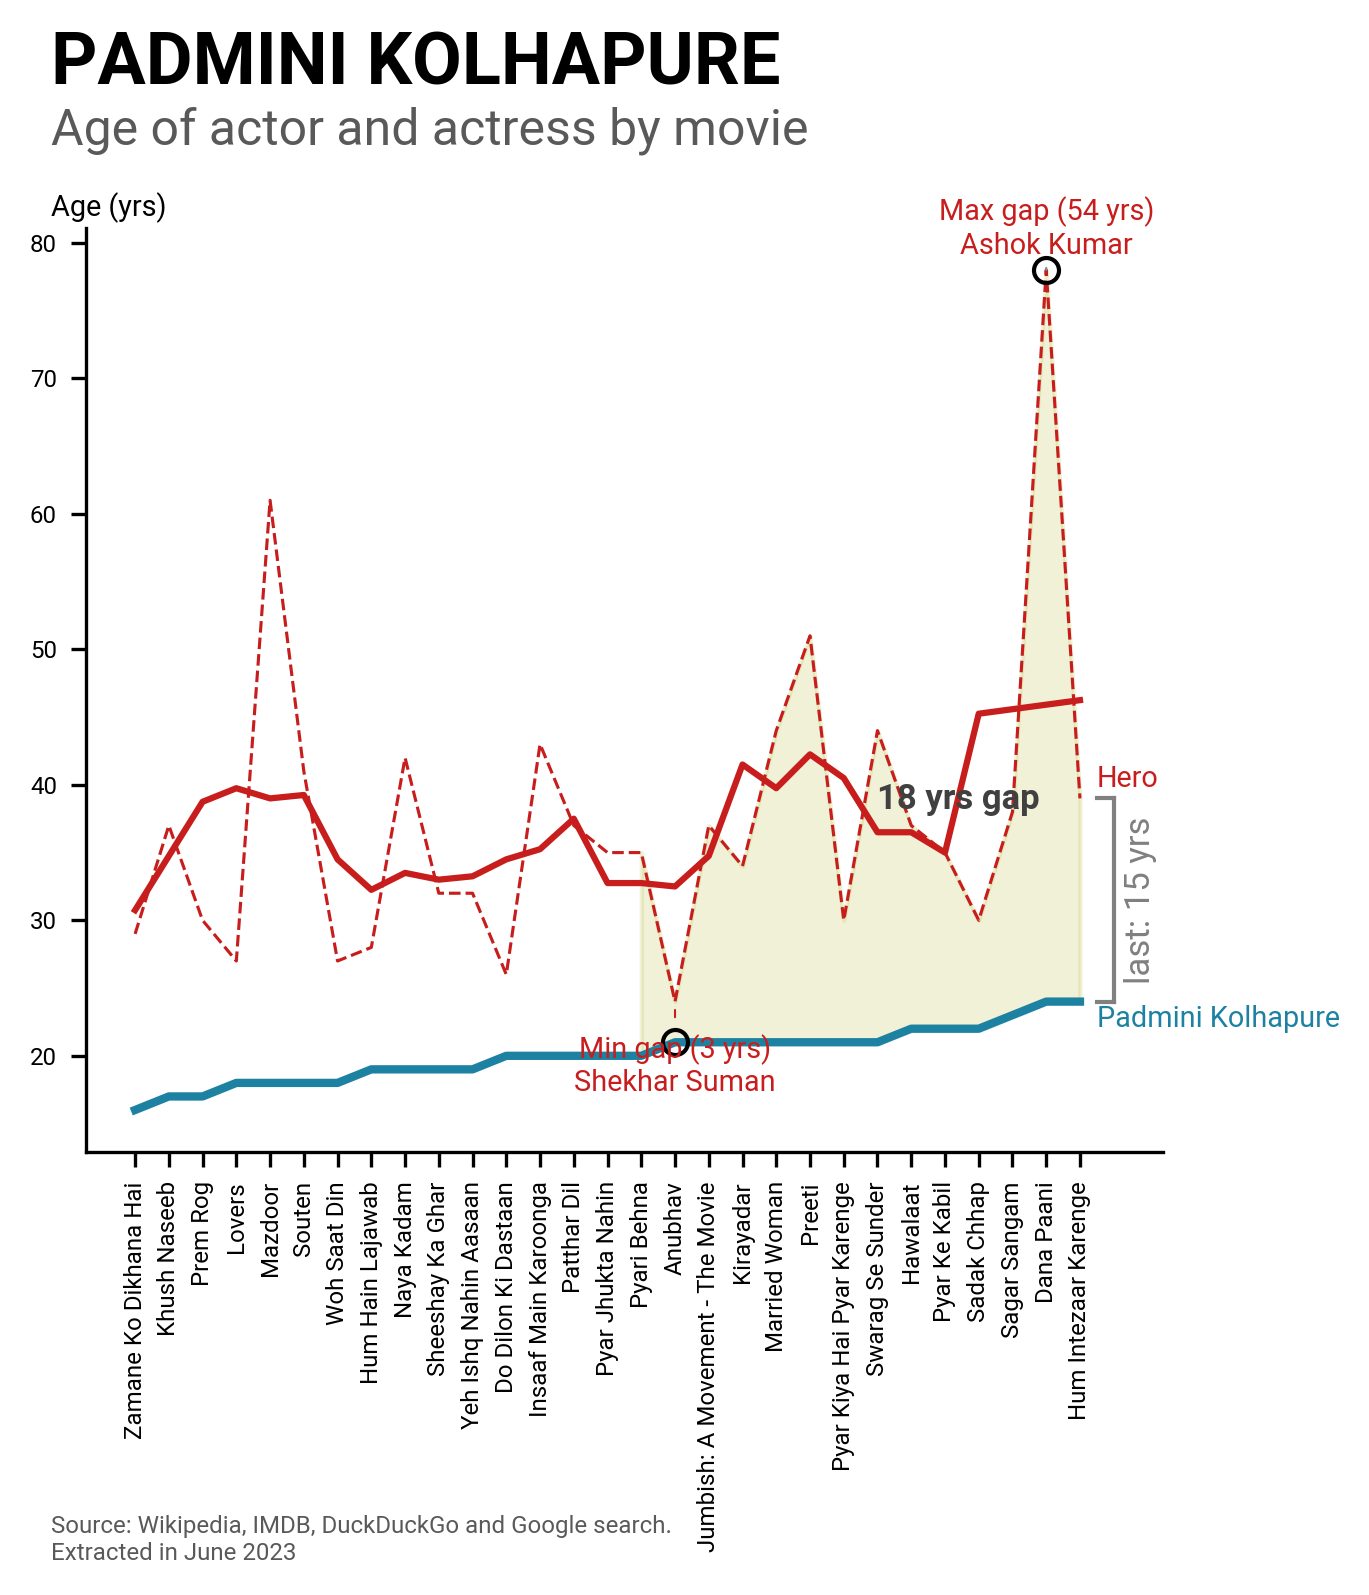 PADMINI KOLHAPURE
Age of actor and actress by movie
Age (yrs)
Max gap (54 yrs)
Ashok Kumar
80
70
60
50
40
30
20
18 yrs gap
Hero
last: 15 yrs
Padmini Kolhapure
Min gap (3 yrs)
Shekhar Suman
Zamane Ko Dikhana Hai
Khush Naseeb
Prem Rog
Lovers
Mazdoor
Souten
Woh Saat Din
Hum Hain Lajawab
Naya Kadam
Sheeshay Ka Ghar
Yeh Ishq Nahin Aasaan
Do Dilon Ki Dastaan
Insaaf Main Karoonga
Patthar Dil
Pyar Jhukta Nahin
Pyari Behna
Anubhav
Jumbish: A Movement - The Movie
Kirayadar
Married Woman
Preeti
Pyar Kiya Hai Pyar Karenge
Swarag Se Sunder
Hawalaat
Pyar Ke Kabil
Sadak Chhap
Sagar Sangam
Dana Paani
Hum Intezaar Karenge
Source: Wikipedia, IMDB, DuckDuckGo and Google search.
Extracted in June 2023